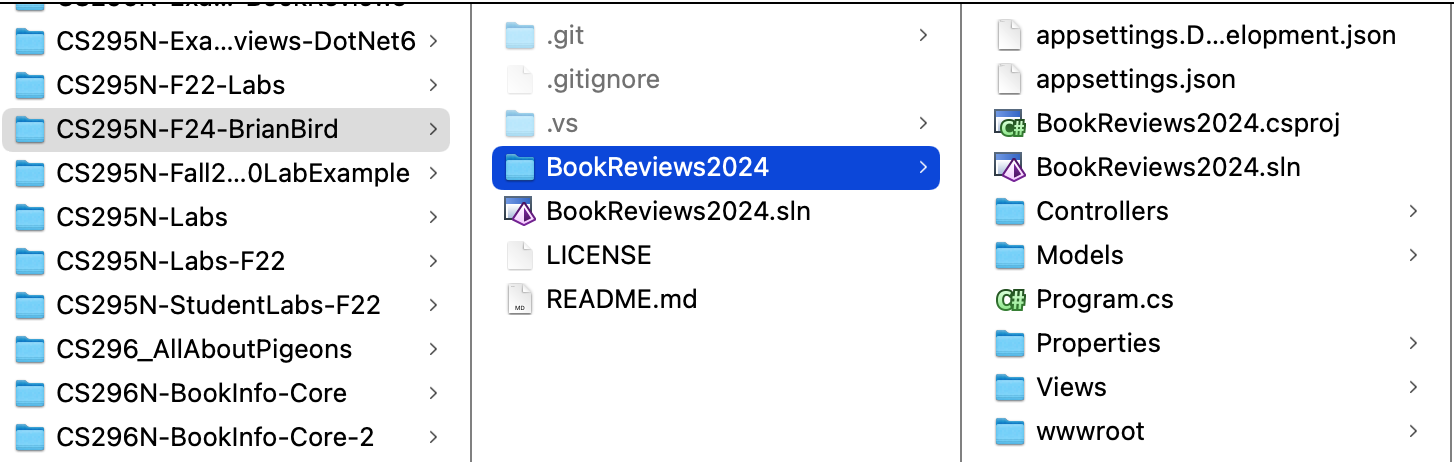 CS295N-Exa...views-DotNet6
CS295N-F22-Labs
CS295N-F24-BrianBird
CS295N-Fall2...0LabExample
CS295N-Labs
CS295N-Labs-F22
CS295N-StudentLabs-F22
CS296_AllAboutPigeons
CS296N-BookInfo-Core
CS296N-BookInfo-Core-2
.git
.gitignore
.vs
BookReviews2024
BookReviews2024.sln
LICENSE
MD
README.md
appsettings.D...elopment.json
appsettings.json
C#
BookReviews2024.csproj
BookReviews2024.sln
Controllers
Models
C#
Program.cs
Properties
Views
wwwroot